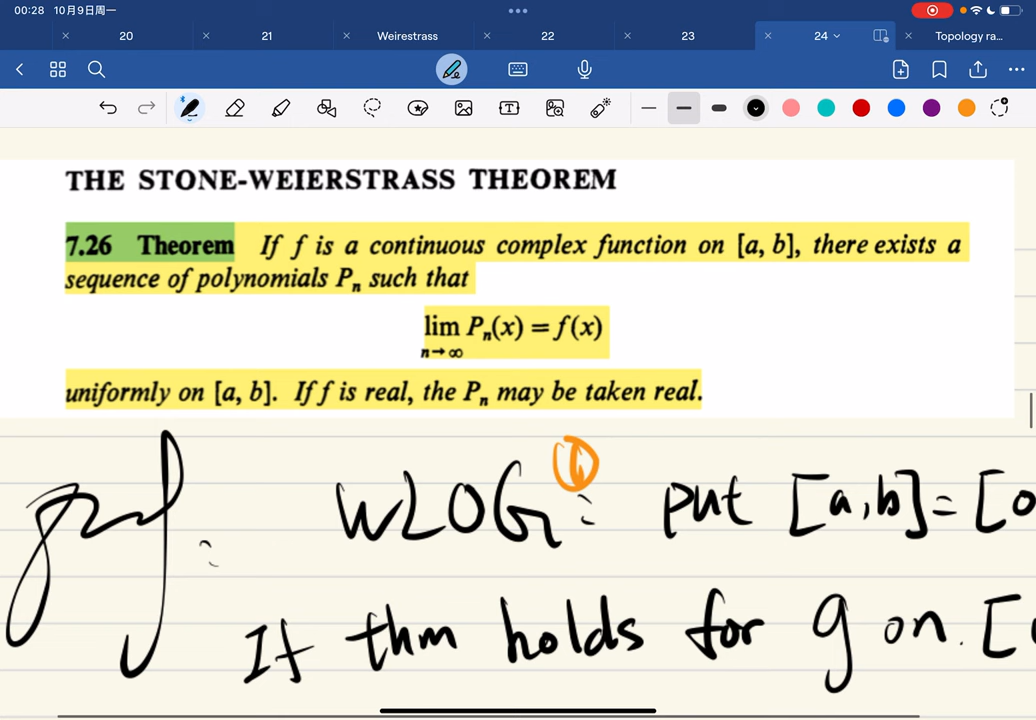 00:28 10月9日周一
20 21 Weirestrass 22 23 24 Topology ra...
THE STONE-WEIERSTRASS THEOREM
7.26 Theorem If f is a continuous complex function on [a, b], there exists a
sequence of polynomials Pₙ such that
lim Pₙ(x) = f(x)
n→∞
uniformly on [a, b]. If f is real, the Pₙ may be taken real.
WLOG ① : put [a,b]=[0
If thm holds for g on. [